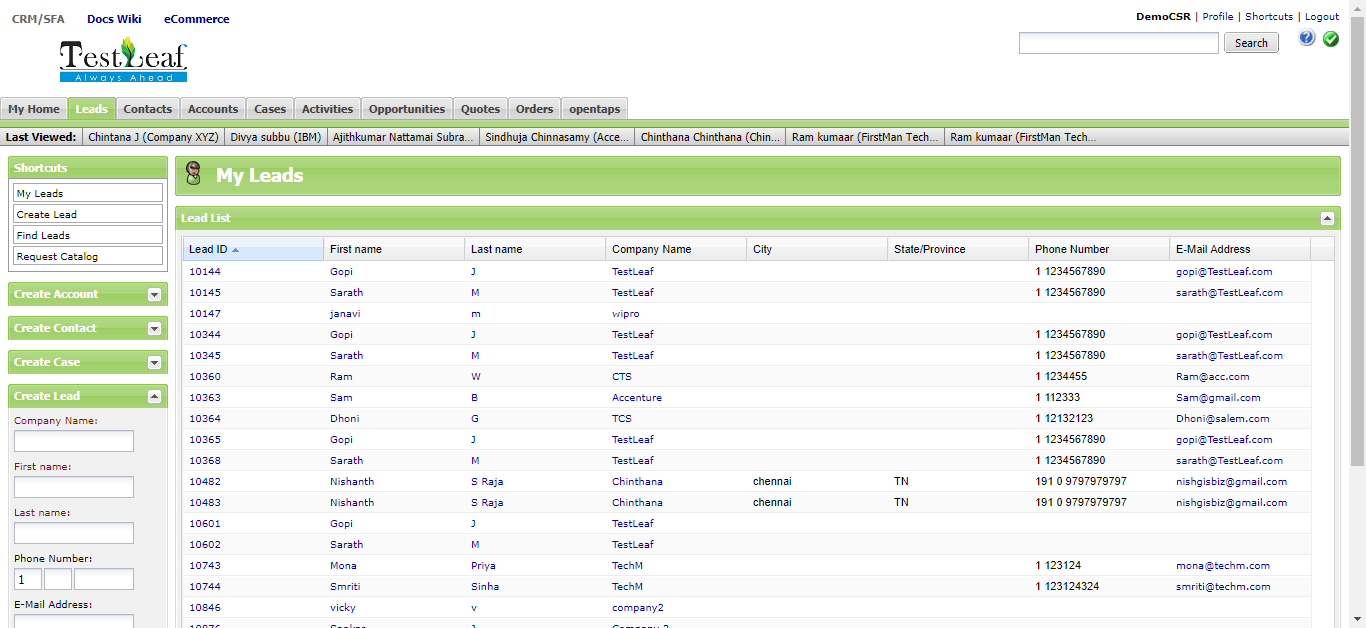 CRM/SFA Docs Wiki eCommerce
DemoCSR | Profile | Shortcuts | Logout
Search
TestLeaf
Always Ahead
My Home Leads Contacts Accounts Cases Activities Opportunities Quotes Orders opentaps
Last Viewed: Chintana J (Company XYZ) Divya subbu (IBM) Ajithkumar Nattamai Subra... Sindhuja Chinnasamy (Acce... Chinthana Chinthana (Chin... Ram kumaar (FirstMan Tech... Ram kumaar (FirstMan Tech...
Shortcuts
My Leads
Create Lead
Find Leads
Request Catalog
Create Account
Create Contact
Create Case
Create Lead
Company Name:
First name:
Last name:
Phone Number:
1
E-Mail Address:
My Leads
Lead List
Lead ID First name Last name Company Name City State/Province Phone Number E-Mail Address
10144 Gopi J TestLeaf 1 1234567890 gopi@TestLeaf.com
10145 Sarath M TestLeaf 1 1234567890 sarath@TestLeaf.com
10147 janavi m wipro
10344 Gopi J TestLeaf 1 1234567890 gopi@TestLeaf.com
10345 Sarath M TestLeaf 1 1234567890 sarath@TestLeaf.com
10360 Ram W CTS 1 1234455 Ram@acc.com
10363 Sam B Accenture 1 112333 Sam@gmail.com
10364 Dhoni G TCS 1 12132123 Dhoni@salem.com
10365 Gopi J TestLeaf 1 1234567890 gopi@TestLeaf.com
10368 Sarath M TestLeaf 1 1234567890 sarath@TestLeaf.com
10482 Nishanth S Raja Chinthana chennai TN 191 0 9797979797 nishgisbiz@gmail.com
10483 Nishanth S Raja Chinthana chennai TN 191 0 9797979797 nishgisbiz@gmail.com
10601 Gopi J TestLeaf
10602 Sarath M TestLeaf
10743 Mona Priya TechM 1 123124 mona@techm.com
10744 Smriti Sinha TechM 1 123124324 smriti@techm.com
10846 vicky v company2